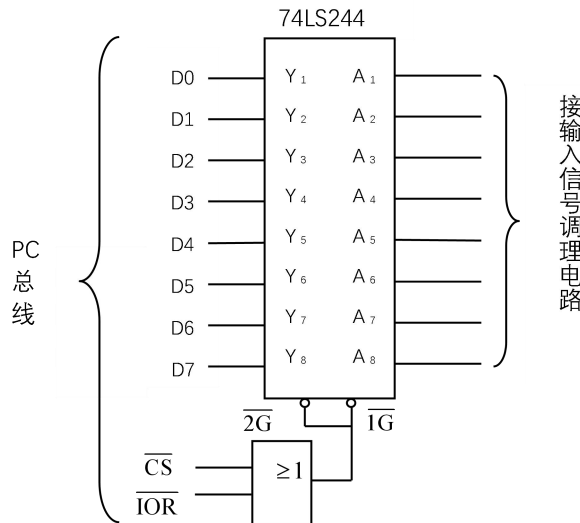 74LS244
D0 Y1 A1
D1 Y2 A2
D2 Y3 A3
D3 Y4 A4
D4 Y5 A5
D5 Y6 A6
D6 Y7 A7
D7 Y8 A8
PC
总
线
接输入信号调理电路
2G̅ 1G̅
C̅S̅
≥1
I̅O̅R̅